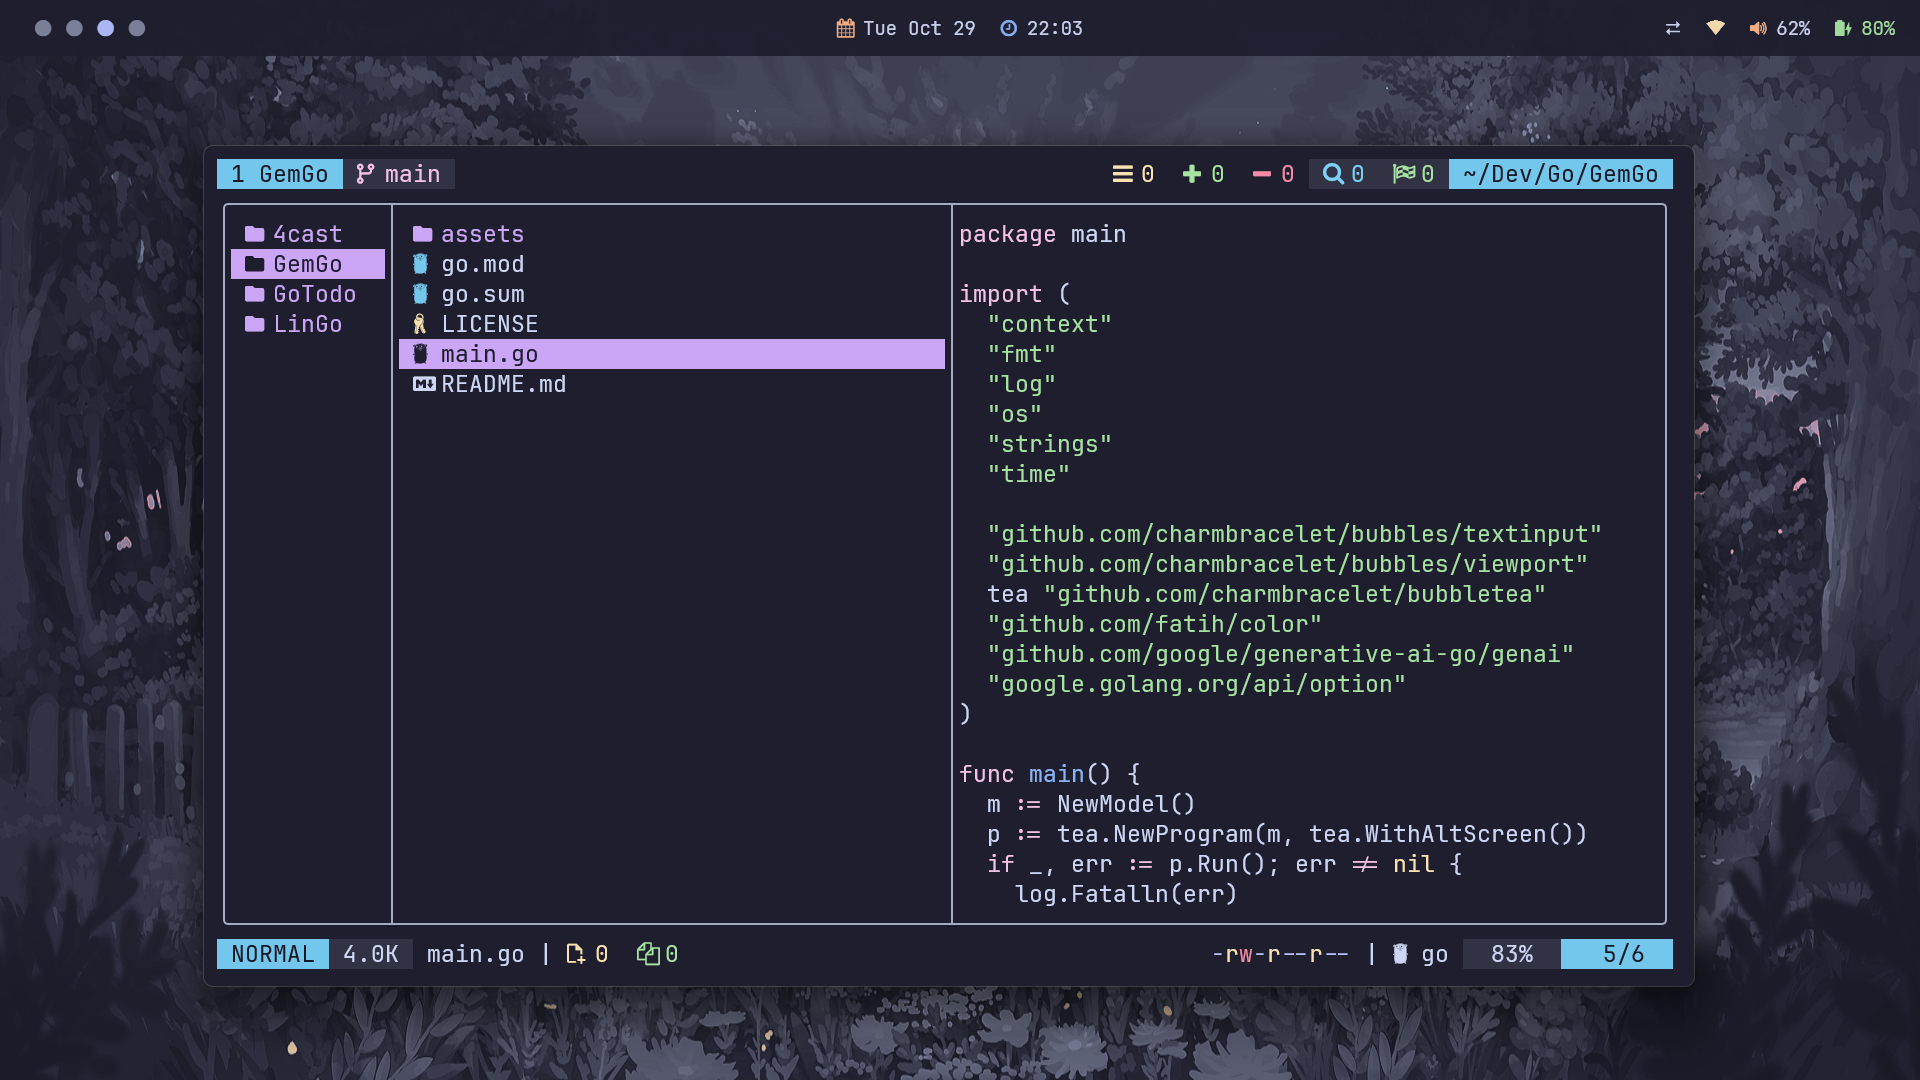 Tue Oct 29 22:03 62% 80%
1 GemGo main 0 0 0 0 0 ~/Dev/Go/GemGo
4cast
GemGo
GoTodo
LinGo
assets
go.mod
go.sum
LICENSE
main.go
README.md
package main
import (
"context"
"fmt"
"log"
"os"
"strings"
"time"
"github.com/charmbracelet/bubbles/textinput"
"github.com/charmbracelet/bubbles/viewport"
tea "github.com/charmbracelet/bubbletea"
"github.com/fatih/color"
"github.com/google/generative-ai-go/genai"
"google.golang.org/api/option"
)
func main() {
m := NewModel()
p := tea.NewProgram(m, tea.WithAltScreen())
if _, err := p.Run(); err != nil {
log.Fatalln(err)
NORMAL 4.0K main.go | 0 0 -rw-r--r-- | go 83% 5/6